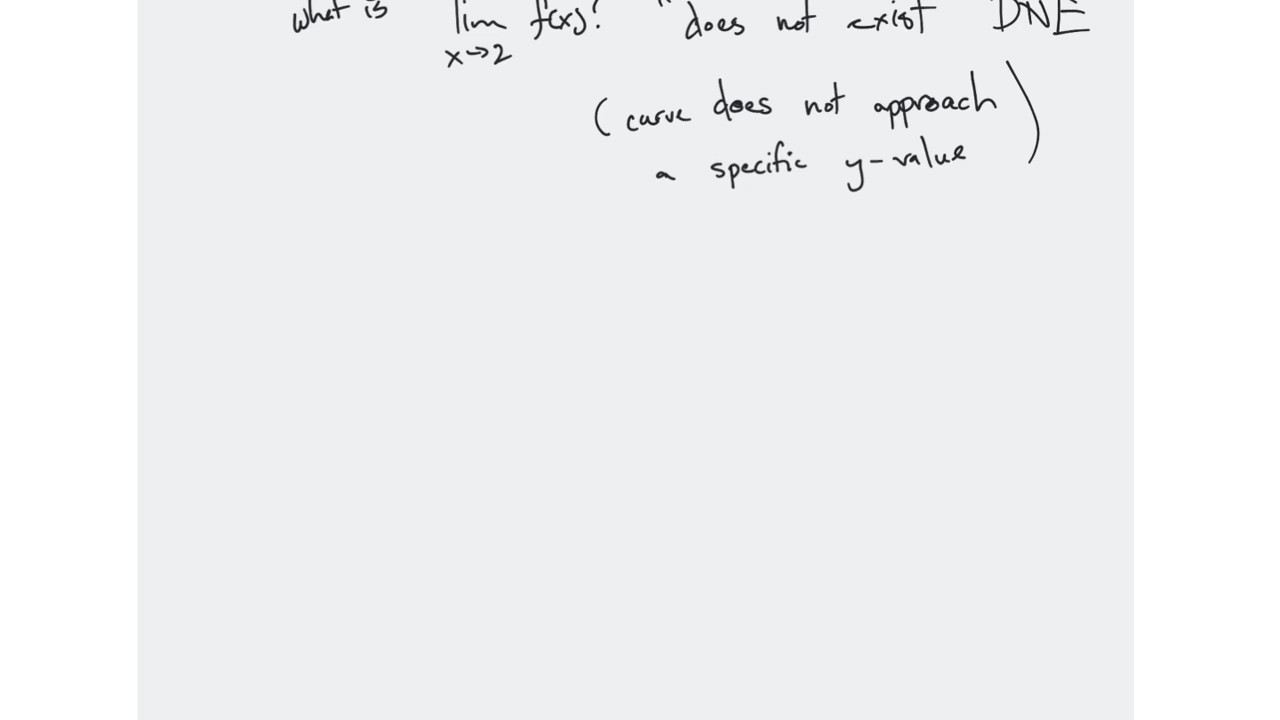 what is lim f(x)? " does not exist DNE
x→2
(curve does not approach
a specific y-value)